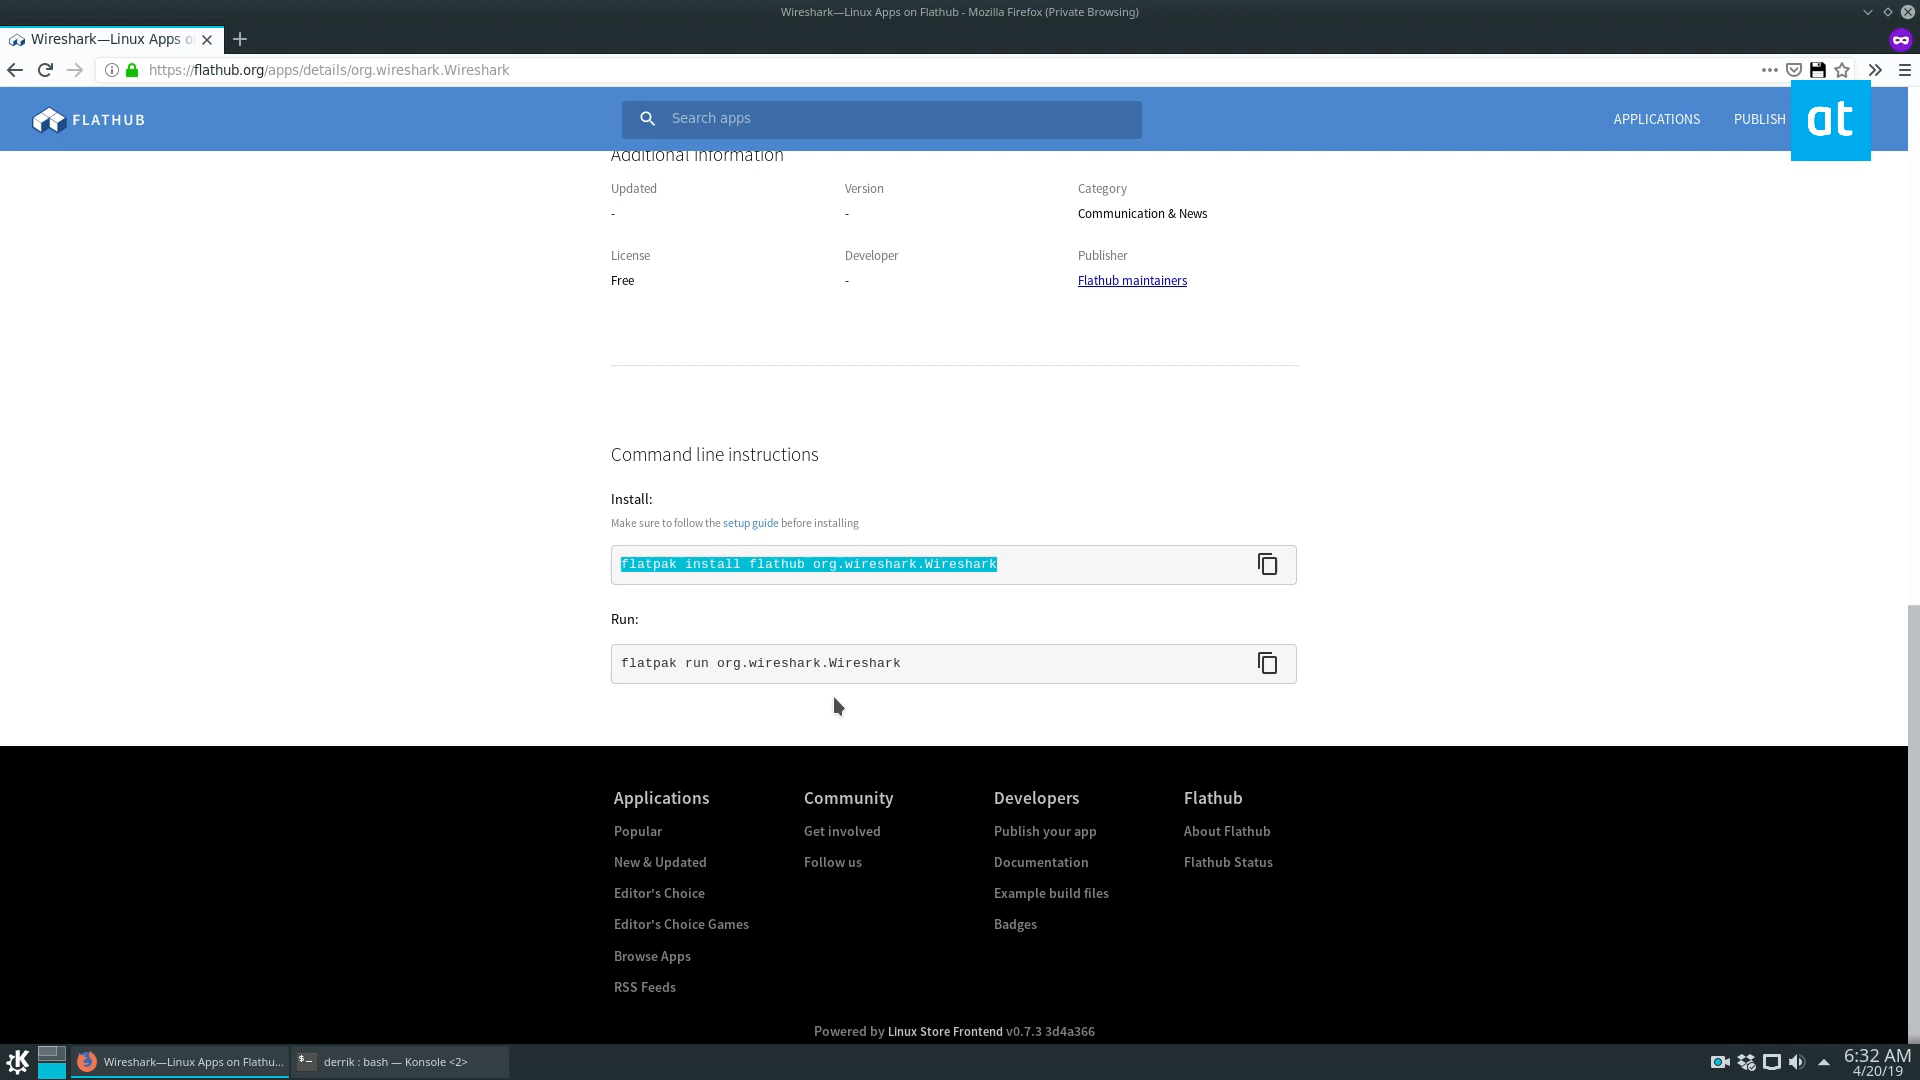 Wireshark—Linux Apps on Flathub - Mozilla Firefox (Private Browsing)
Wireshark—Linux Apps o
https://flathub.org/apps/details/org.wireshark.Wireshark
FLATHUB
Search apps
APPLICATIONS
PUBLISH
at
Additional information
Updated
Version
Category
-
-
Communication & News
License
Developer
Publisher
Free
-
Flathub maintainers
Command line instructions
Install:
Make sure to follow the setup guide before installing
flatpak install flathub org.wireshark.Wireshark
Run:
flatpak run org.wireshark.Wireshark
Applications
Community
Developers
Flathub
Popular
Get involved
Publish your app
About Flathub
New & Updated
Follow us
Documentation
Flathub Status
Editor's Choice
Example build files
Editor's Choice Games
Badges
Browse Apps
RSS Feeds
Powered by Linux Store Frontend v0.7.3 3d4a366
Wireshark—Linux Apps on Flathu...
derrik : bash — Konsole <2>
6:32 AM
4/20/19